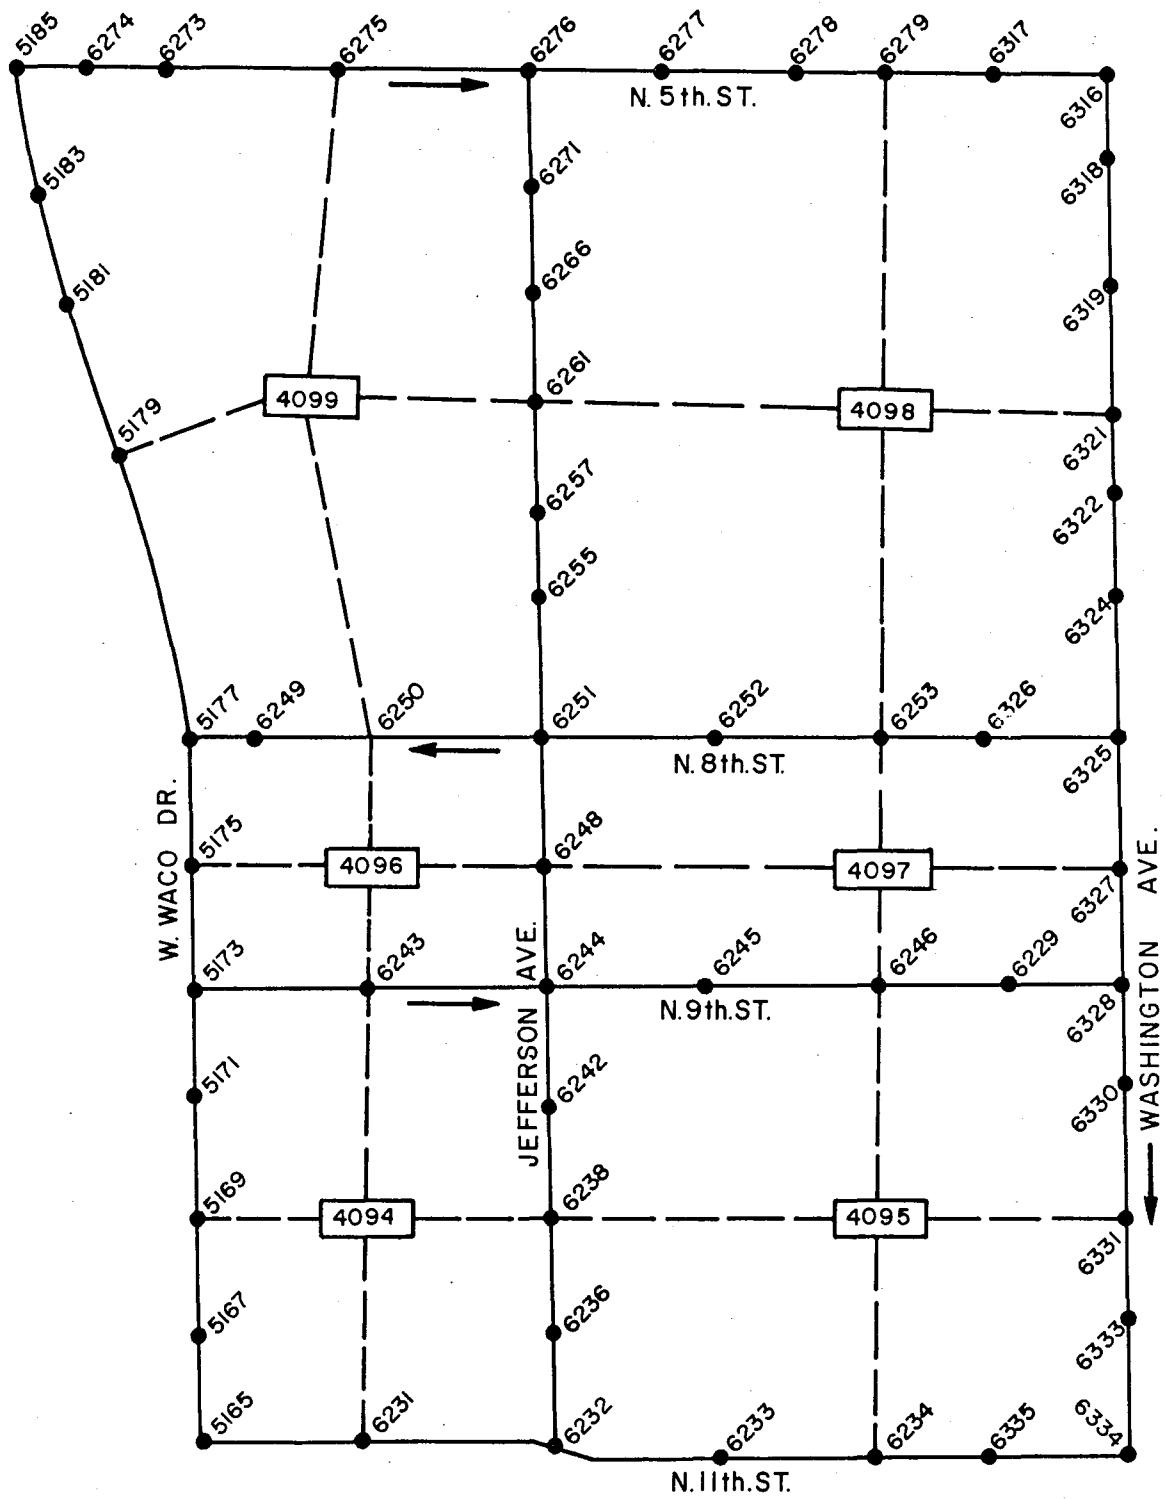 5185 6274 6273 6275 6276 6277 6278 6279 6317
N. 5th. ST.
6316
5183 6271 6318
5181 6266 6319
5179 4099 6261 4098 6321
6257 6322
6255 6324
5177 6249 6250 6251 6252 6253 6326
N. 8th. ST.
6325
W. WACO DR.
5175 4096 6248 4097 6327
5173 6243 6244 6245 6246 6229
N. 9th. ST.
6328
JEFFERSON AVE.
WASHINGTON AVE.
5171 6242 6330
5169 4094 6238 4095 6331
5167 6236 6333
5165 6231 6232 6233 6234 6335 6334
N. 11th. ST.